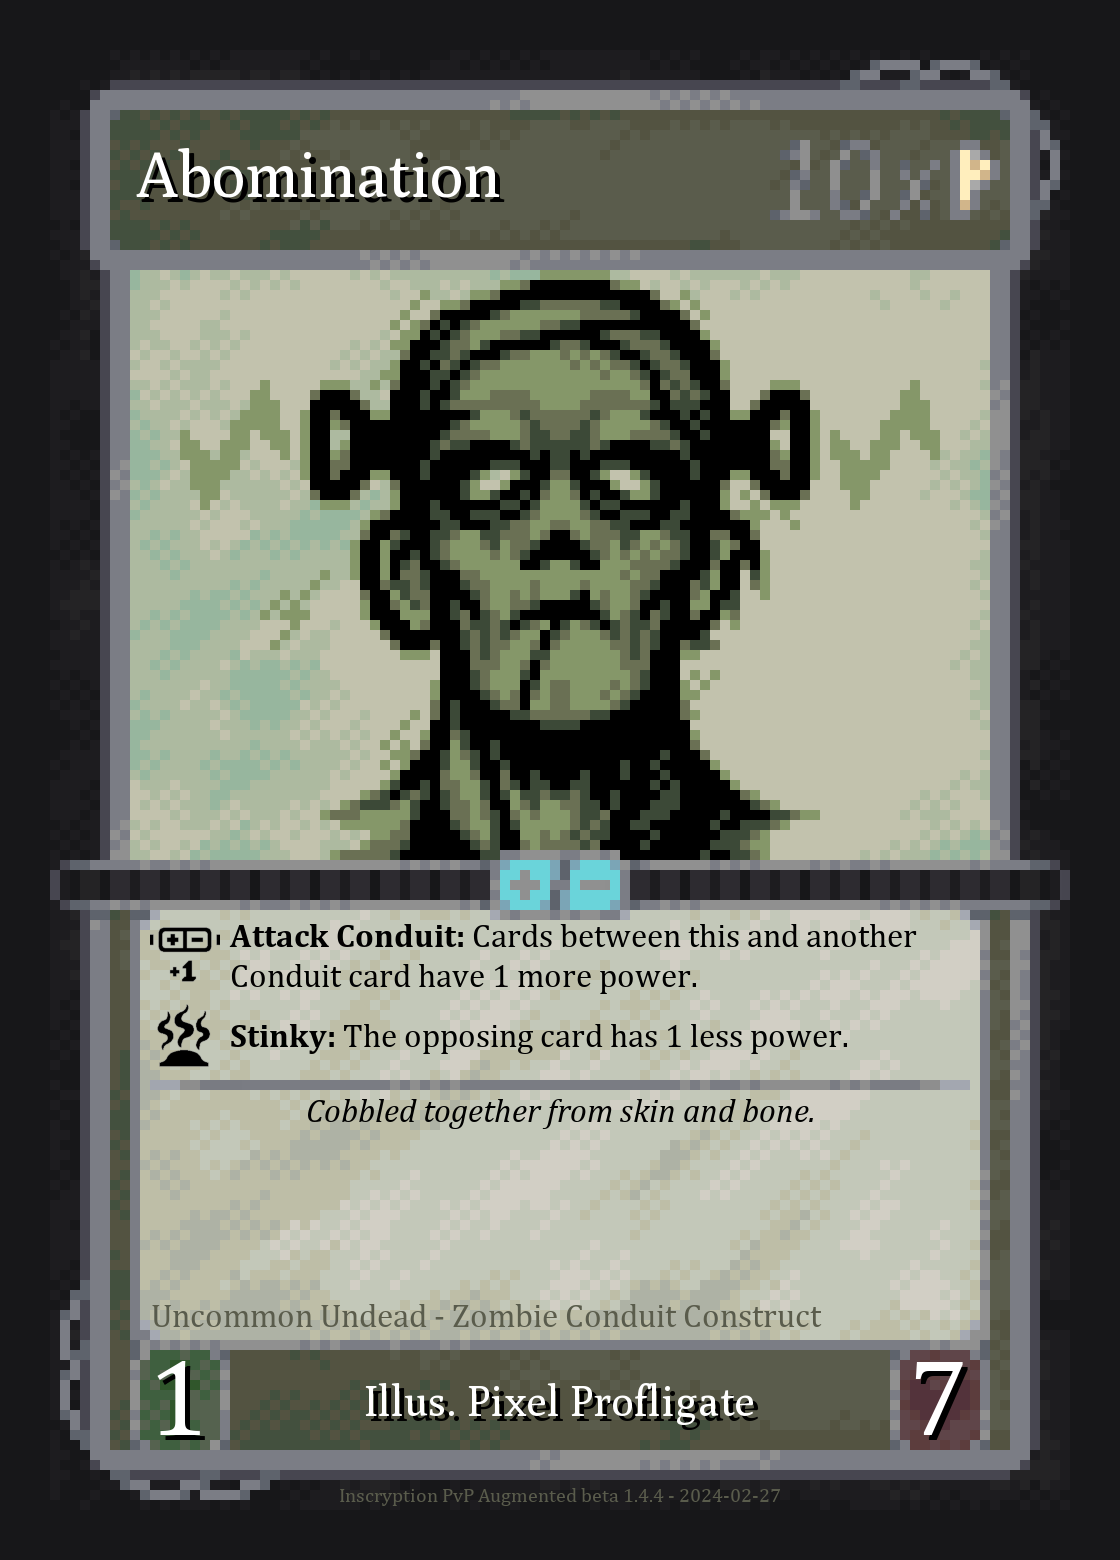 Abomination 10x
Attack Conduit: Cards between this and another
Conduit card have 1 more power.
+1
Stinky: The opposing card has 1 less power.
Cobbled together from skin and bone.
Uncommon Undead - Zombie Conduit Construct
1 Illus. Pixel Profligate 7
Inscryption PvP Augmented beta 1.4.4 - 2024-02-27